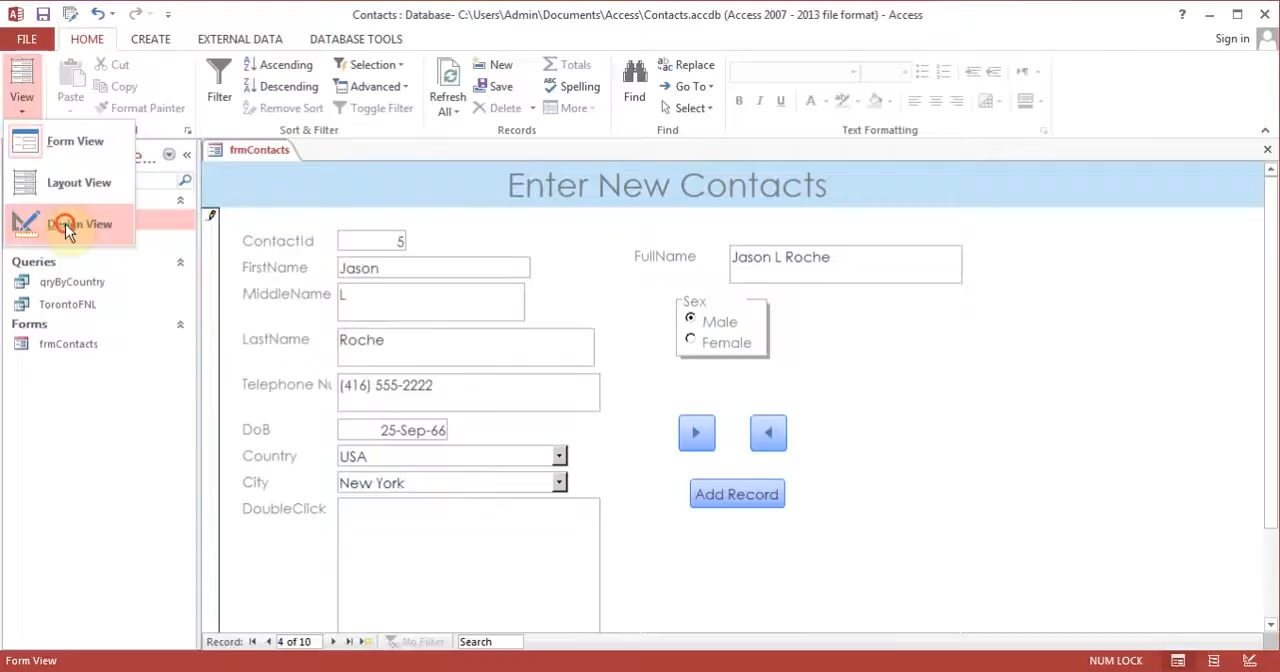 Contacts : Database- C:\Users\Admin\Documents\Access\Contacts.accdb (Access 2007 - 2013 file format) - Access
?
FILE HOME CREATE EXTERNAL DATA DATABASE TOOLS
Sign in
View
Paste
Cut
Copy
Format Painter
Filter
Ascending
Descending
Remove Sort
Selection
Advanced
Toggle Filter
Sort & Filter
Refresh
All
New
Save
Delete
Totals
Spelling
More
Records
Find
Replace
Go To
Select
Find
B I U A
Text Formatting
Form View
Layout View
Design View
e...
Queries
qryByCountry
TorontoFNL
Forms
frmContacts
frmContacts
Enter New Contacts
ContactId 5
FirstName Jason
MiddleName L
LastName Roche
Telephone Nu (416) 555-2222
DoB 25-Sep-66
Country USA
City New York
DoubleClick
FullName Jason L Roche
Sex
Male
Female
Add Record
Record: 4 of 10 No Filter Search
Form View
NUM LOCK